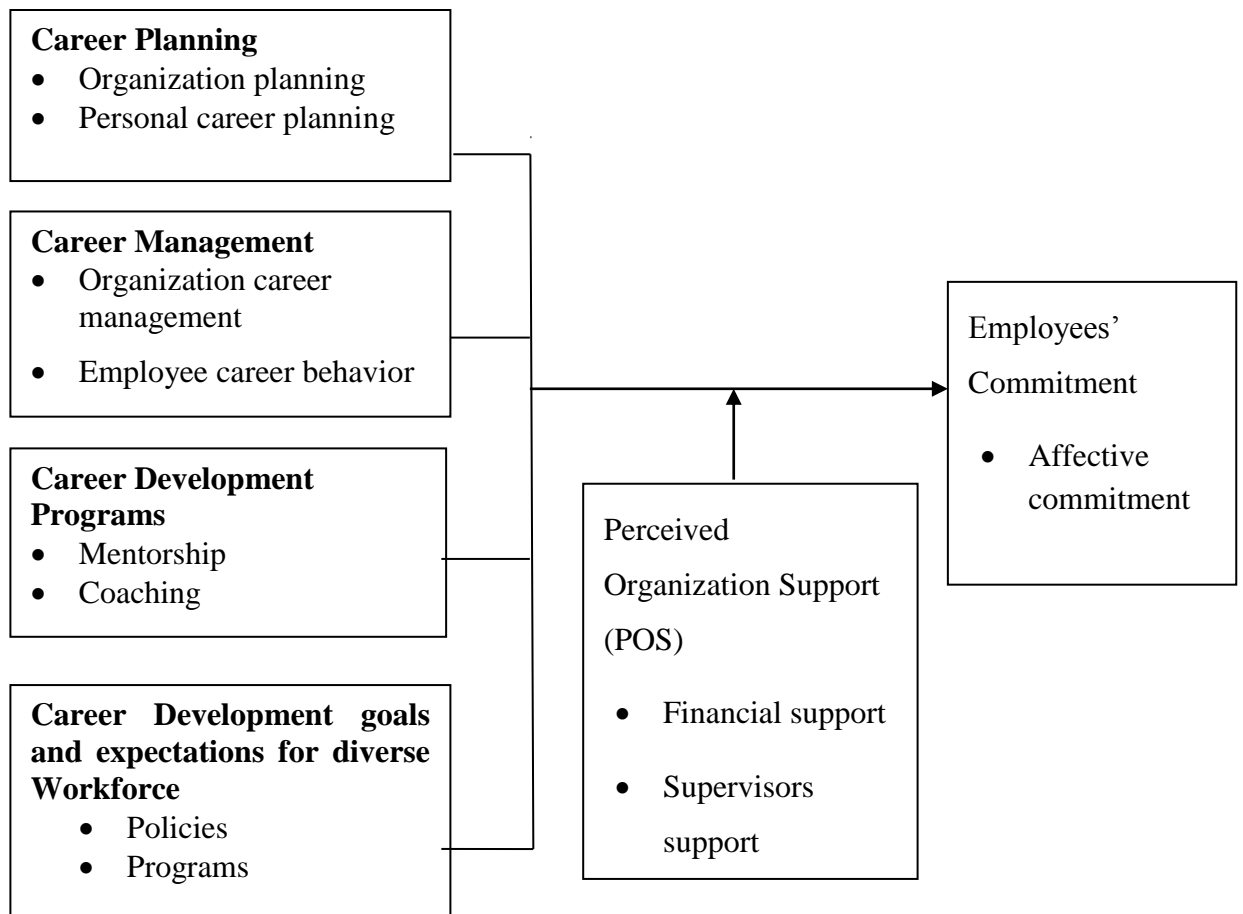 Career Planning
• Organization planning
• Personal career planning
Career Management
• Organization career
management
• Employee career behavior
Career Development
Programs
• Mentorship
• Coaching
Career Development goals
and expectations for diverse
Workforce
• Policies
• Programs
Perceived
Organization Support
(POS)
• Financial support
• Supervisors
support
Employees’
Commitment
• Affective
commitment